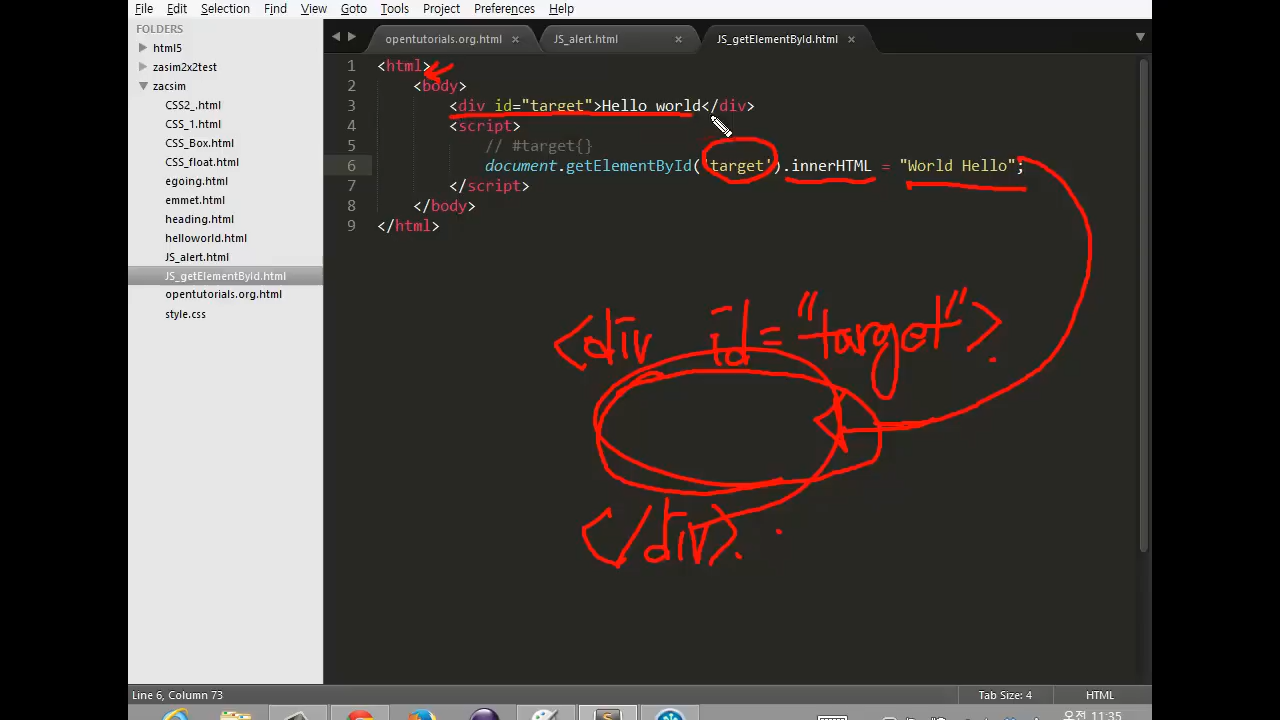 File Edit Selection Find View Goto Tools Project Preferences Help
FOLDERS
html5
zasim2x2test
zacsim
CSS2_.html
CSS_1.html
CSS_Box.html
CSS_float.html
egoing.html
emmet.html
heading.html
helloworld.html
JS_alert.html
JS_getElementById.html
opentutorials.org.html
style.css
opentutorials.org.html × JS_alert.html × JS_getElementById.html ×
1 <html>
2 <body>
3 <div id="target">Hello world</div>
4 <script>
5 // #target{}
6 document.getElementById('target').innerHTML = "World Hello";
7 </script>
8 </body>
9 </html>
<div id="target">
</div>
Line 6, Column 73 Tab Size: 4 HTML
오전 11:35